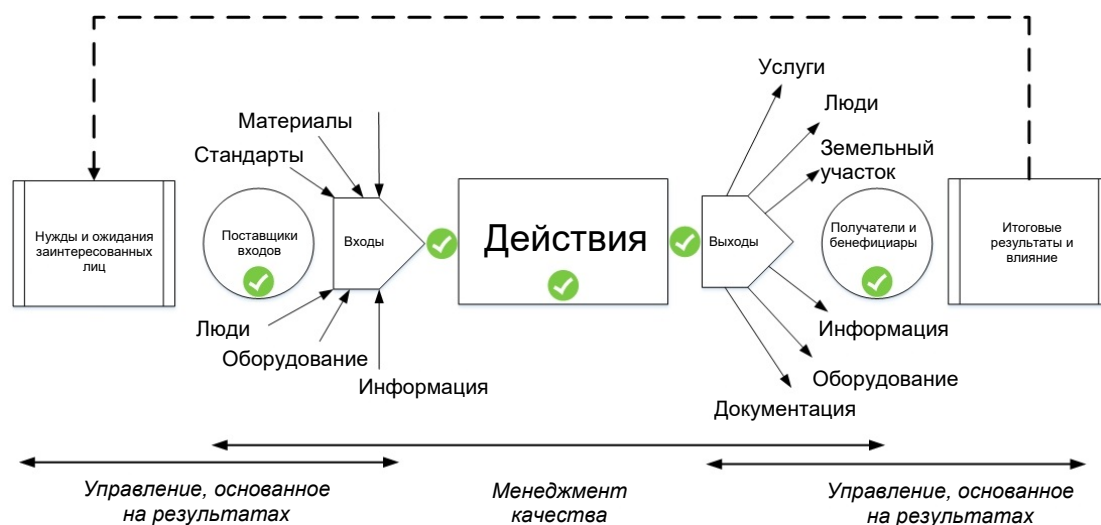 Услуги
Люди
Материалы
Земельный
участок
Стандарты
Нужды и ожидания
заинтересованных
лиц
Поставщики
входов
Входы
Действия
Выходы
Получатели и
бенефициары
Итоговые
результаты и
влияние
Люди
Оборудование
Информация
Информация
Оборудование
Документация
Управление, основанное
на результатах
Менеджмент
качества
Управление, основанное
на результатах